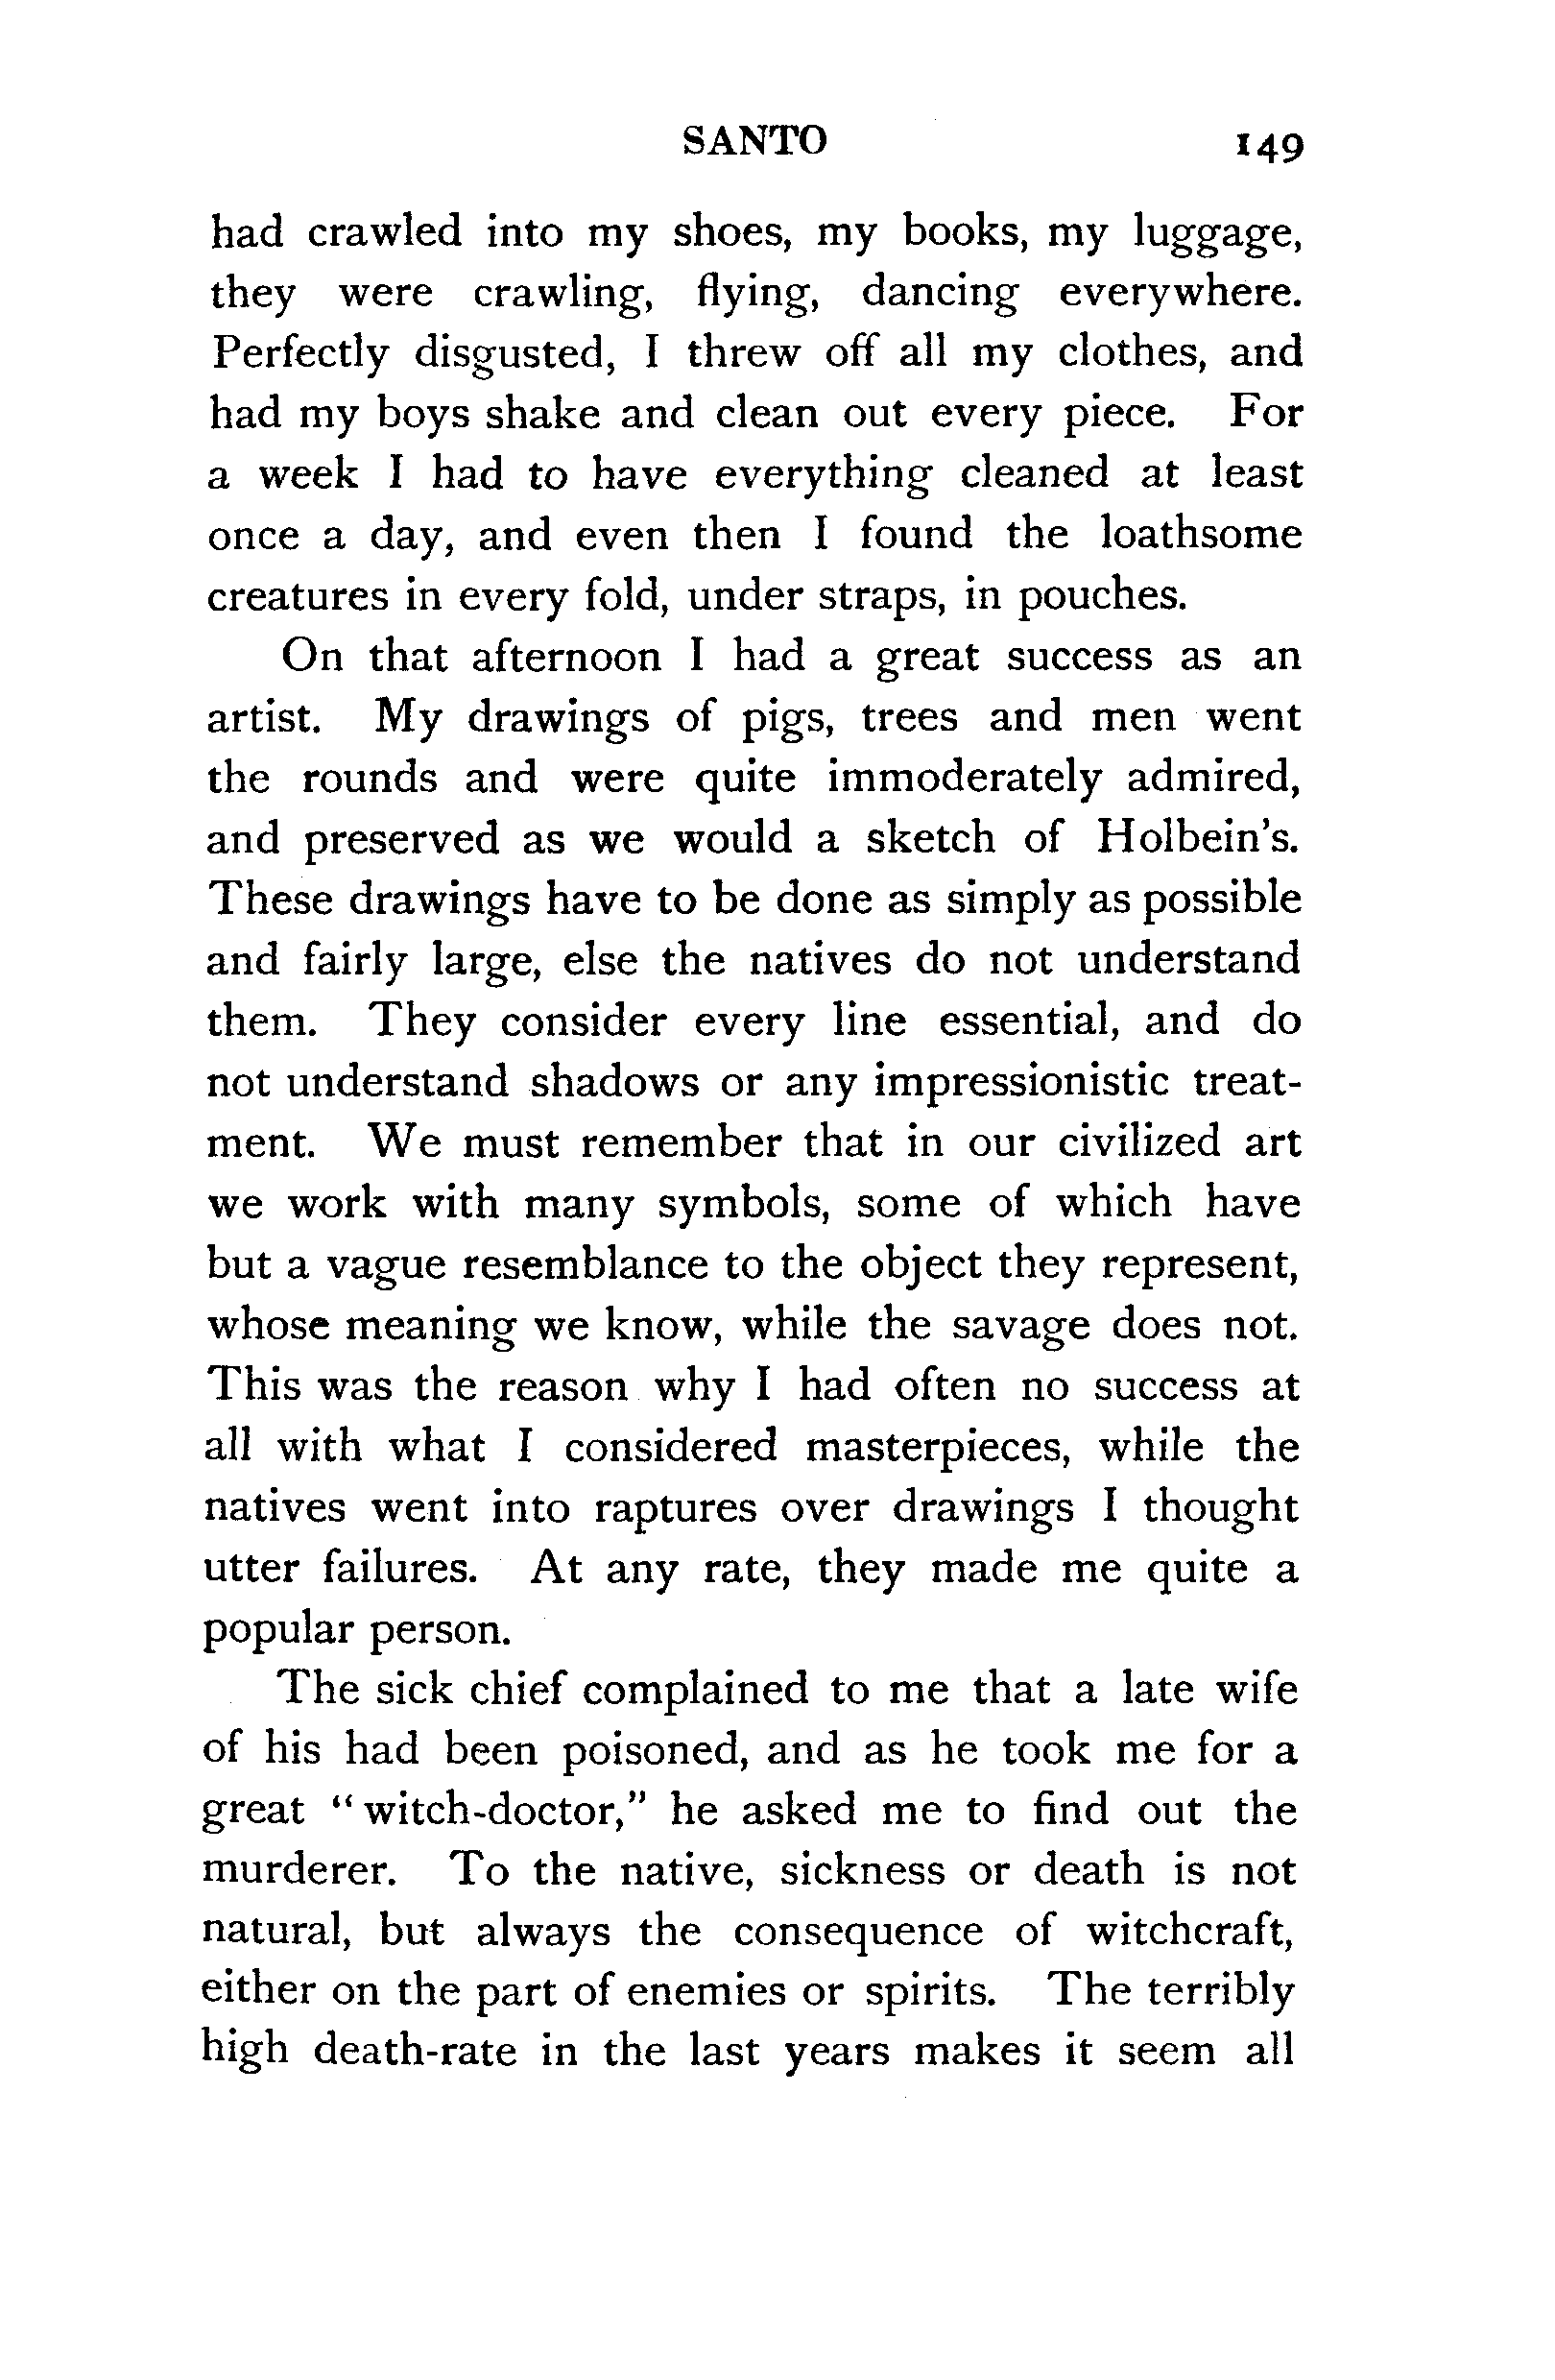 SANTO 149
had crawled into my shoes, my books, my luggage,
they were crawling, flying, dancing everywhere.
Perfectly disgusted, I threw off all my clothes, and
had my boys shake and clean out every piece. For
a week I had to have everything cleaned at least
once a day, and even then I found the loathsome
creatures in every fold, under straps, in pouches.
On that afternoon I had a great success as an
artist. My drawings of pigs, trees and men went
the rounds and were quite immoderately admired,
and preserved as we would a sketch of Holbein's.
These drawings have to be done as simply as possible
and fairly large, else the natives do not understand
them. They consider every line essential, and do
not understand shadows or any impressionistic treat-
ment. We must remember that in our civilized art
we work with many symbols, some of which have
but a vague resemblance to the object they represent,
whose meaning we know, while the savage does not.
This was the reason why I had often no success at
all with what I considered masterpieces, while the
natives went into raptures over drawings I thought
utter failures. At any rate, they made me quite a
popular person.
The sick chief complained to me that a late wife
of his had been poisoned, and as he took me for a
great "witch-doctor," he asked me to find out the
murderer. To the native, sickness or death is not
natural, but always the consequence of witchcraft,
either on the part of enemies or spirits. The terribly
high death-rate in the last years makes it seem all